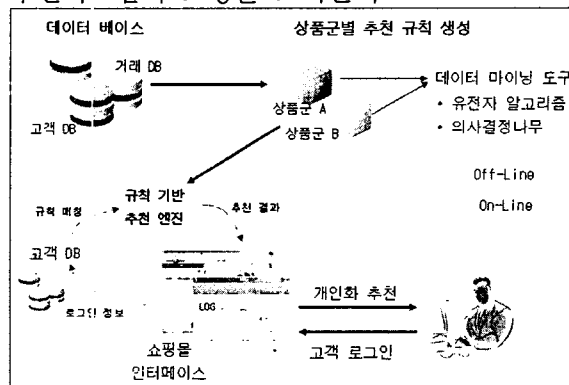 데이터 베이스
상품군별 추천 규칙 생성
거래 DB
고객 DB
상품군 A
상품군 B
데이터 마이닝 도구
• 유전자 알고리즘
• 의사결정나무
Off-Line
On-Line
규칙 기반
추천 엔진
규칙 매칭
추천 결과
고객 DB
로그인 정보
LOG
쇼핑몰
인터페이스
개인화 추천
고객 로그인